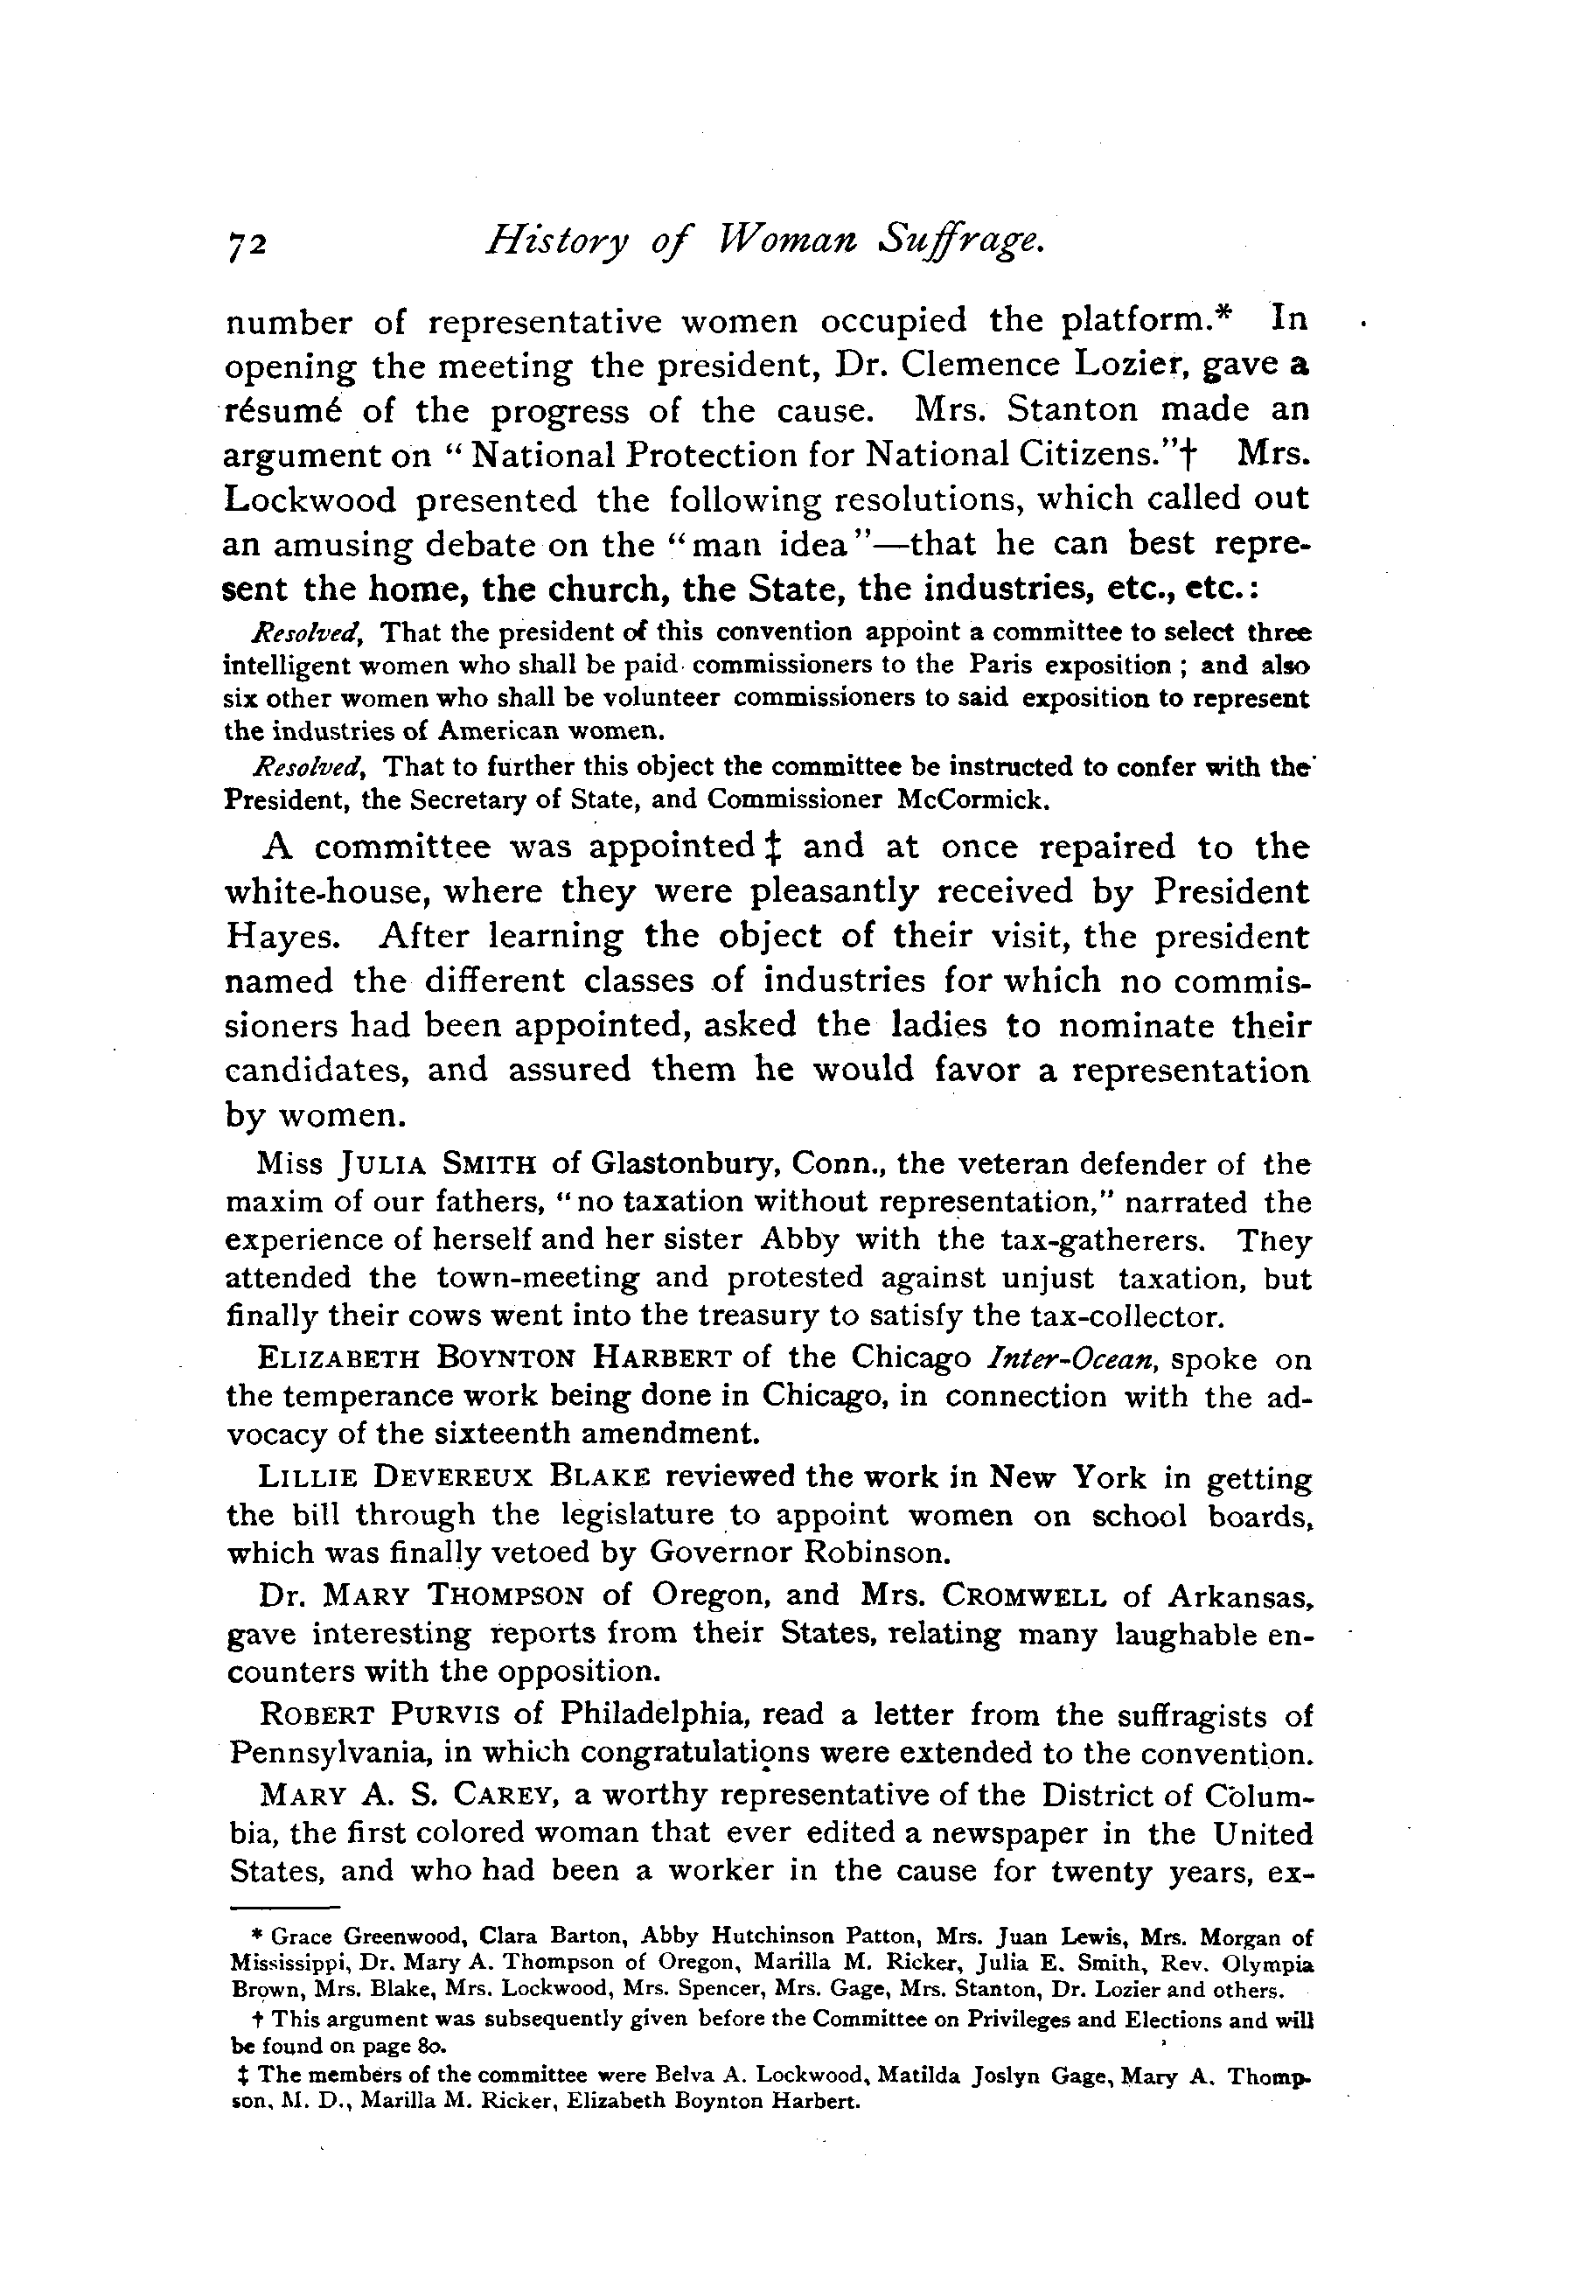 72 History of Woman Suffrage.
number of representative women occupied the platform.* In
opening the meeting the president, Dr. Clemence Lozier, gave a
résumé of the progress of the cause. Mrs. Stanton made an
argument on "National Protection for National Citizens."† Mrs.
Lockwood presented the following resolutions, which called out
an amusing debate on the "man idea"—that he can best repre-
sent the home, the church, the State, the industries, etc., etc.:
Resolved, That the president of this convention appoint a committee to select three
intelligent women who shall be paid commissioners to the Paris exposition; and also
six other women who shall be volunteer commissioners to said exposition to represent
the industries of American women.
Resolved, That to further this object the committee be instructed to confer with the
President, the Secretary of State, and Commissioner McCormick.
A committee was appointed ‡ and at once repaired to the
white-house, where they were pleasantly received by President
Hayes. After learning the object of their visit, the president
named the different classes of industries for which no commis-
sioners had been appointed, asked the ladies to nominate their
candidates, and assured them he would favor a representation
by women.
Miss JULIA SMITH of Glastonbury, Conn., the veteran defender of the
maxim of our fathers, "no taxation without representation," narrated the
experience of herself and her sister Abby with the tax-gatherers. They
attended the town-meeting and protested against unjust taxation, but
finally their cows went into the treasury to satisfy the tax-collector.
ELIZABETH BOYNTON HARBERT of the Chicago Inter-Ocean, spoke on
the temperance work being done in Chicago, in connection with the ad-
vocacy of the sixteenth amendment.
LILLIE DEVEREUX BLAKE reviewed the work in New York in getting
the bill through the legislature to appoint women on school boards,
which was finally vetoed by Governor Robinson.
Dr. MARY THOMPSON of Oregon, and Mrs. CROMWELL of Arkansas,
gave interesting reports from their States, relating many laughable en-
counters with the opposition.
ROBERT PURVIS of Philadelphia, read a letter from the suffragists of
Pennsylvania, in which congratulations were extended to the convention.
MARY A. S. CAREY, a worthy representative of the District of Colum-
bia, the first colored woman that ever edited a newspaper in the United
States, and who had been a worker in the cause for twenty years, ex-
* Grace Greenwood, Clara Barton, Abby Hutchinson Patton, Mrs. Juan Lewis, Mrs. Morgan of
Mississippi, Dr. Mary A. Thompson of Oregon, Marilla M. Ricker, Julia E. Smith, Rev. Olympia
Brown, Mrs. Blake, Mrs. Lockwood, Mrs. Spencer, Mrs. Gage, Mrs. Stanton, Dr. Lozier and others.
† This argument was subsequently given before the Committee on Privileges and Elections and will
be found on page 80.
‡ The members of the committee were Belva A. Lockwood, Matilda Joslyn Gage, Mary A. Thomp-
son, M. D., Marilla M. Ricker, Elizabeth Boynton Harbert.